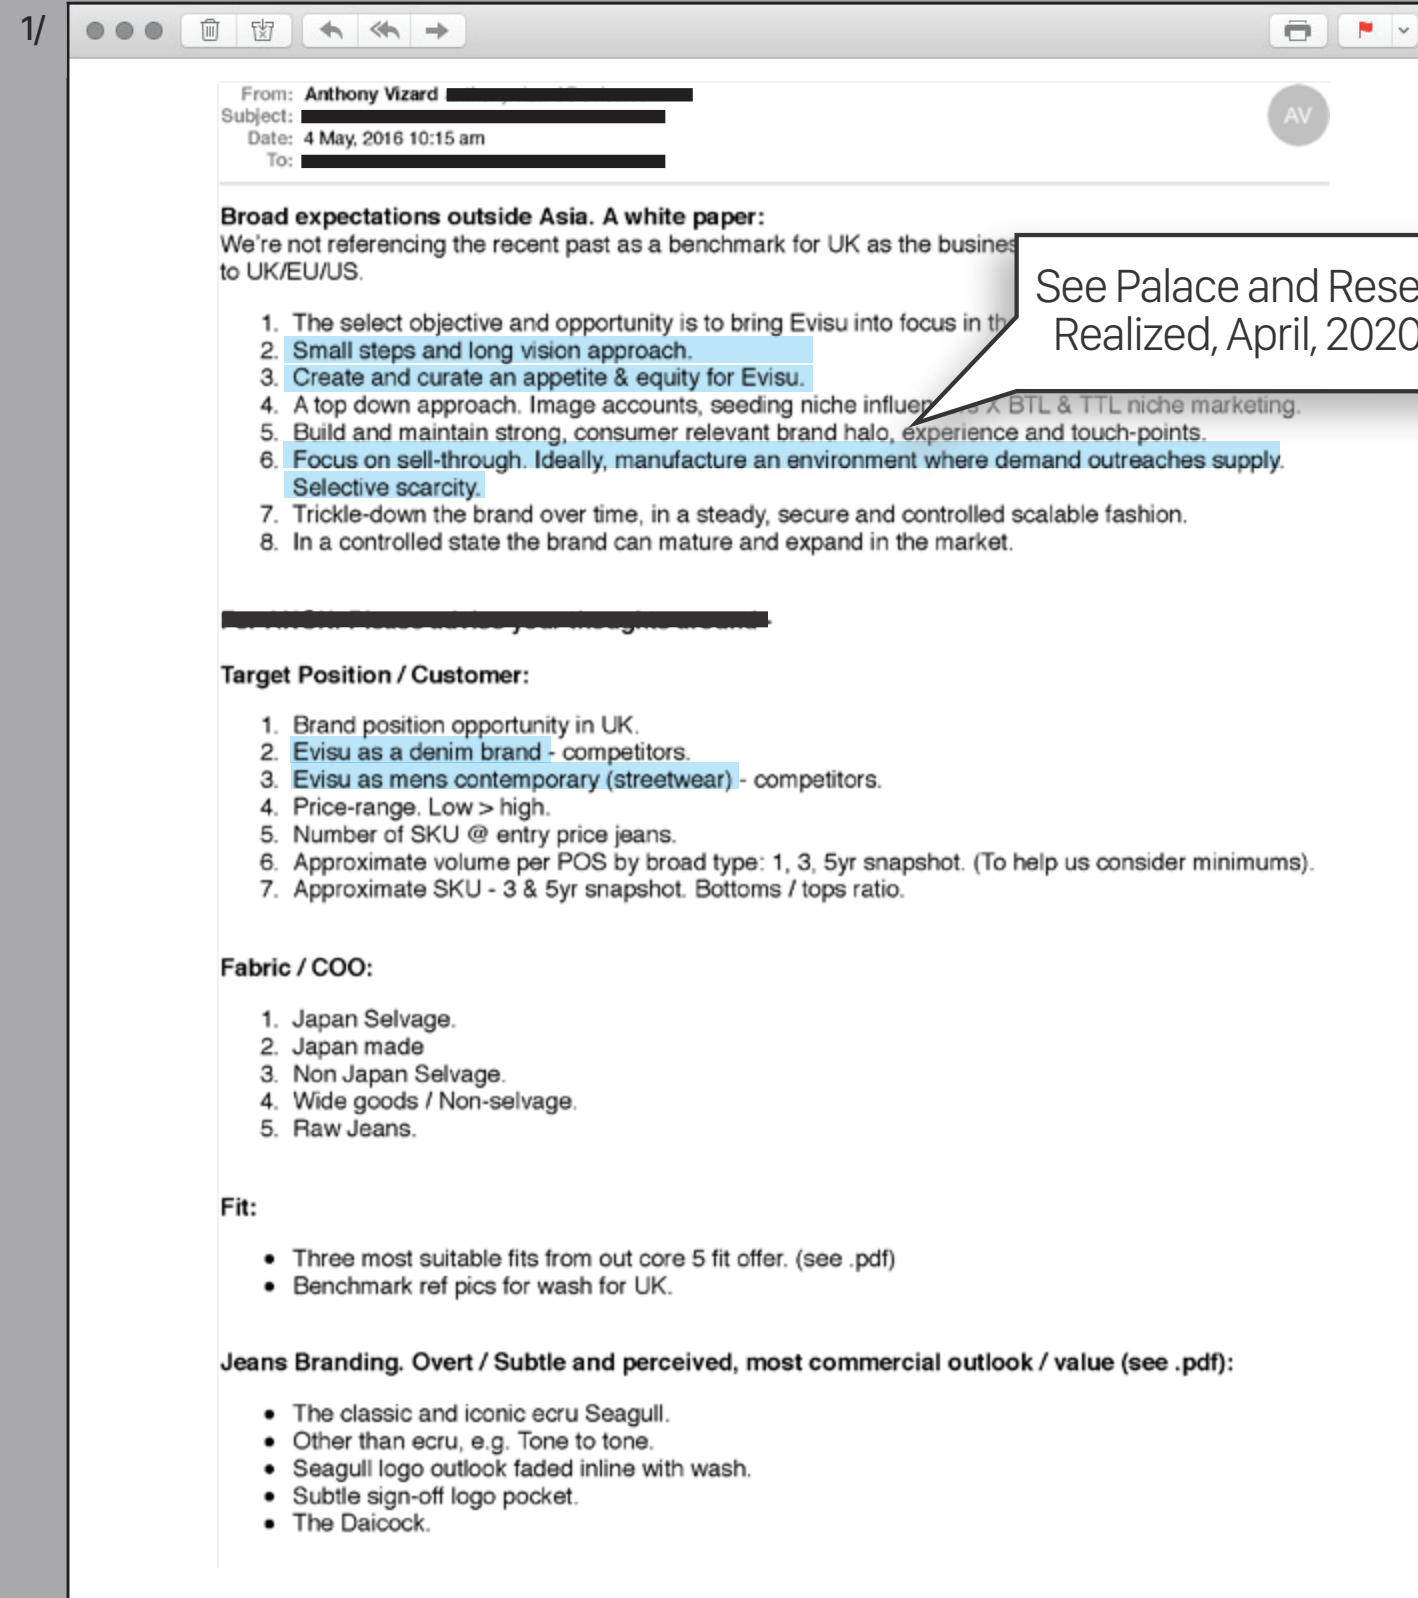 1/
From: Anthony Vizard
Subject:
Date: 4 May, 2016 10:15 am
To:
AV
Broad expectations outside Asia. A white paper:
We're not referencing the recent past as a benchmark for UK as the
to UK/EU/US.
See Palace and
Realized, April, 2020
1. The select objective and opportunity is to bring Evisu into focus in
2. Small steps and long vision approach.
3. Create and curate an appetite & equity for Evisu.
4. A top down approach. Image accounts, seeding niche X BTL & TTL niche marketing.
5. Build and maintain strong, consumer relevant brand halo, experience and touch-points.
6. Focus on sell-through. Ideally, manufacture an environment where demand outreaches supply.
Selective scarcity.
7. Trickle-down the brand over time, in a steady, secure and controlled scalable fashion.
8. In a controlled state the brand can mature and expand in the market.
Target Position / Customer:
1. Brand position opportunity in UK.
2. Evisu as a denim brand - competitors.
3. Evisu as mens contemporary (streetwear) - competitors.
4. Price-range. Low > high.
5. Number of SKU @ entry price jeans.
6. Approximate volume per POS by broad type: 1, 3, 5yr snapshot. (To help us consider minimums).
7. Approximate SKU - 3 & 5yr snapshot. Bottoms / tops ratio.
Fabric / COO:
1. Japan Selvage.
2. Japan made
3. Non Japan Selvage.
4. Wide goods / Non-selvage.
5. Raw Jeans.
Fit:
• Three most suitable fits from out core 5 fit offer. (see .pdf)
• Benchmark ref pics for wash for UK.
Jeans Branding. Overt / Subtle and perceived, most commercial outlook / value (see .pdf):
• The classic and iconic ecru Seagull.
• Other than ecru, e.g. Tone to tone.
• Seagull logo outlook faded inline with wash.
• Subtle sign-off logo pocket.
• The Daicock.